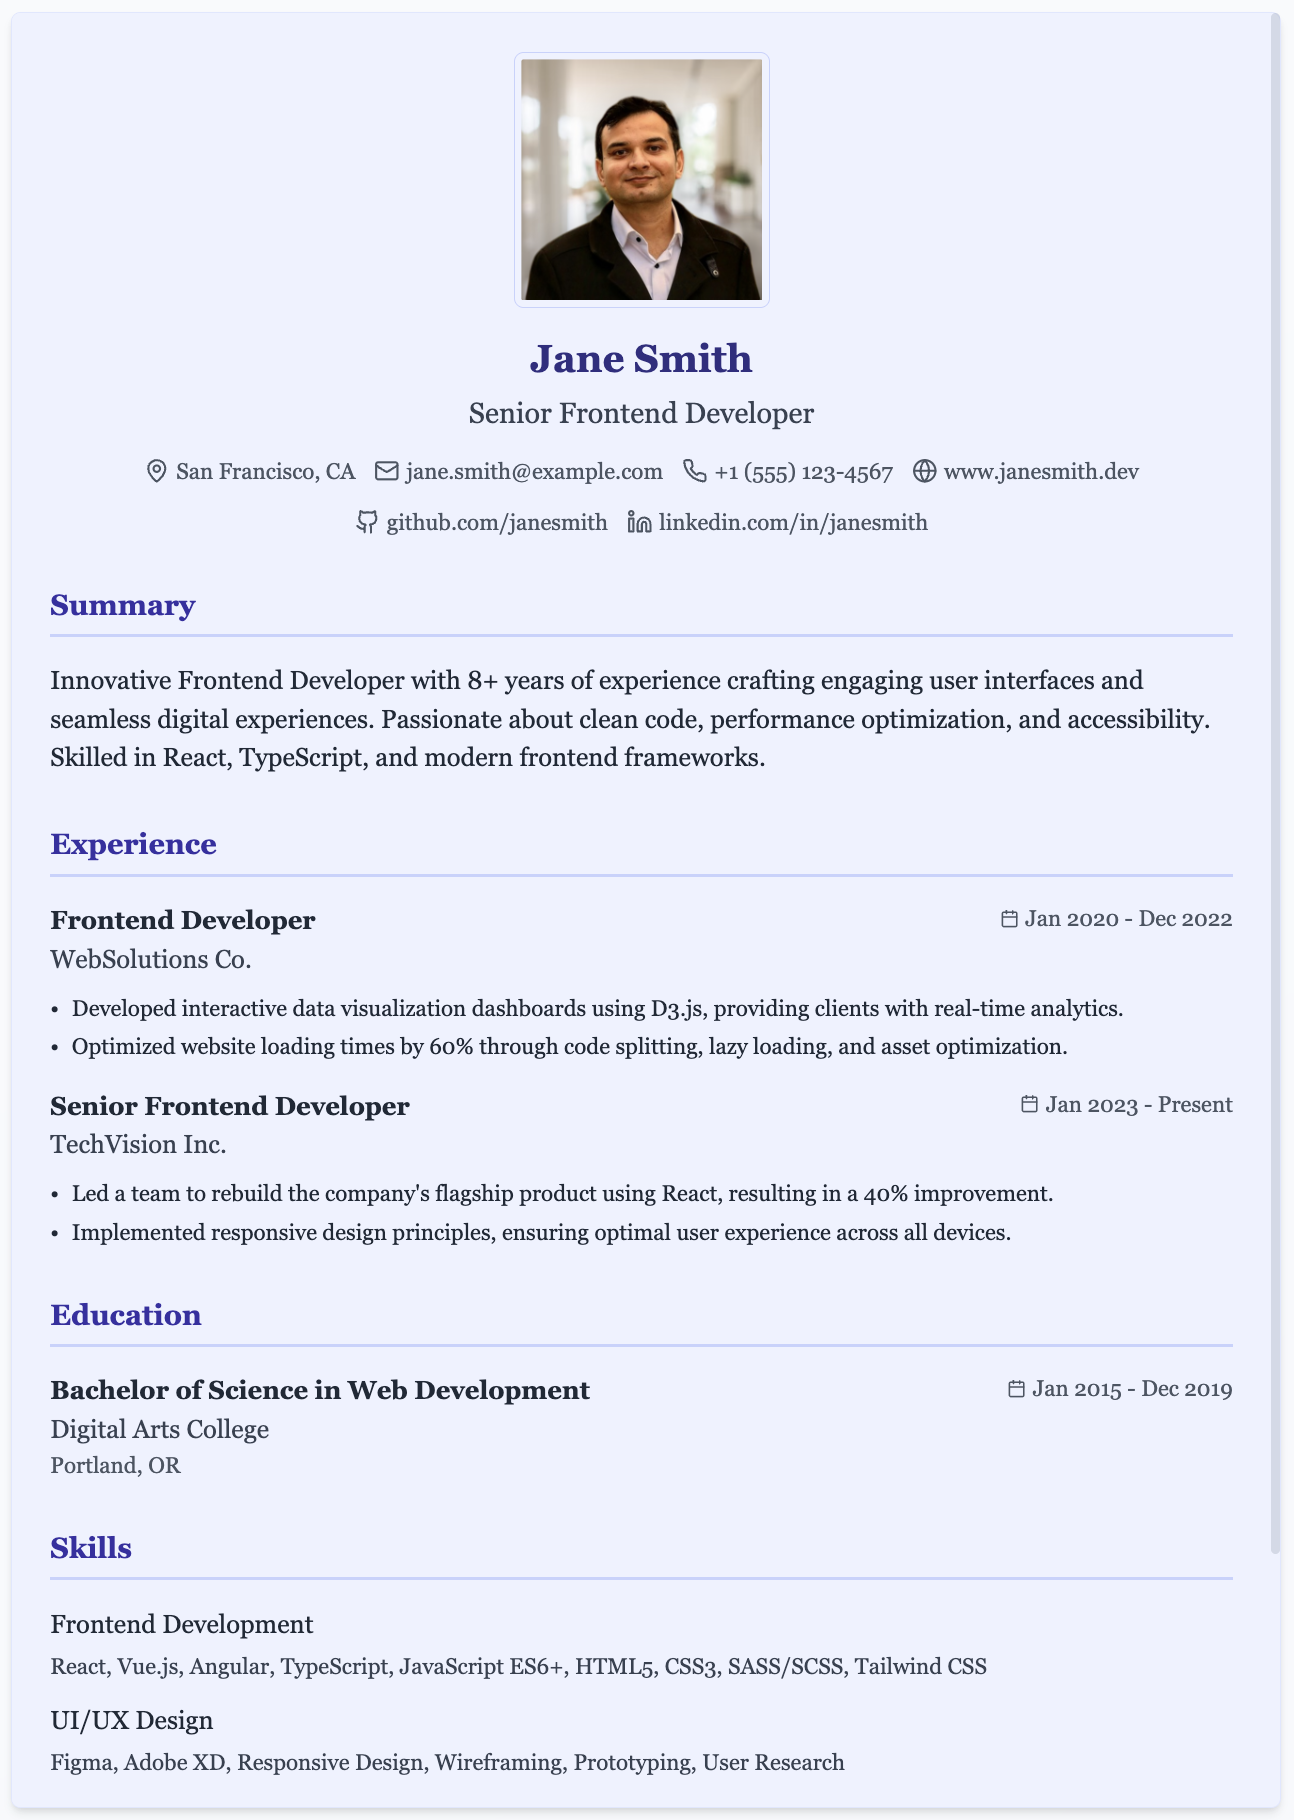 Jane Smith
Senior Frontend Developer
San Francisco, CA jane.smith@example.com +1 (555) 123-4567 www.janesmith.dev
github.com/janesmith linkedin.com/in/janesmith
Summary
Innovative Frontend Developer with 8+ years of experience crafting engaging user interfaces and
seamless digital experiences. Passionate about clean code, performance optimization, and accessibility.
Skilled in React, TypeScript, and modern frontend frameworks.
Experience
Frontend Developer Jan 2020 - Dec 2022
WebSolutions Co.
• Developed interactive data visualization dashboards using D3.js, providing clients with real-time analytics.
• Optimized website loading times by 60% through code splitting, lazy loading, and asset optimization.
Senior Frontend Developer Jan 2023 - Present
TechVision Inc.
• Led a team to rebuild the company's flagship product using React, resulting in a 40% improvement.
• Implemented responsive design principles, ensuring optimal user experience across all devices.
Education
Bachelor of Science in Web Development Jan 2015 - Dec 2019
Digital Arts College
Portland, OR
Skills
Frontend Development
React, Vue.js, Angular, TypeScript, JavaScript ES6+, HTML5, CSS3, SASS/SCSS, Tailwind CSS
UI/UX Design
Figma, Adobe XD, Responsive Design, Wireframing, Prototyping, User Research